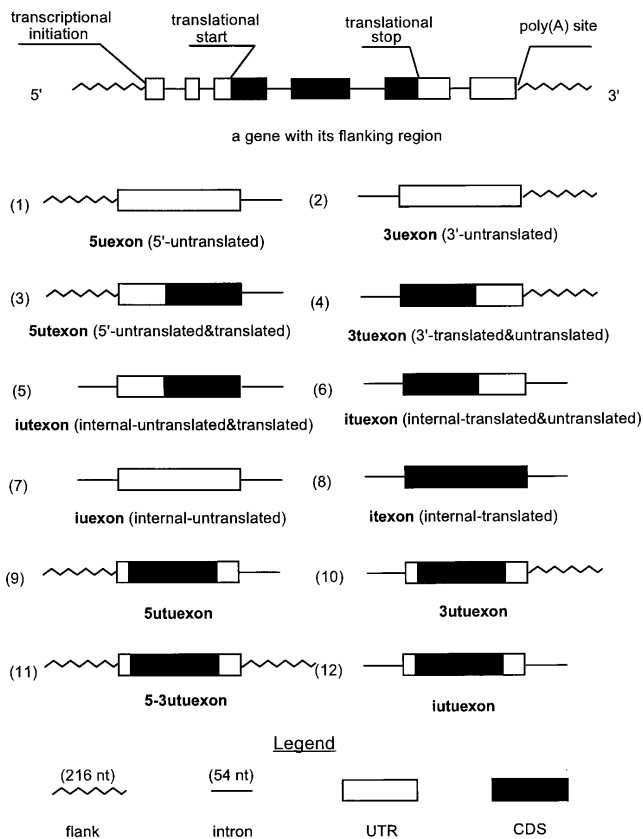 transcriptional
initiation
translational
start
translational
stop
poly(A) site
5'
3'
a gene with its flanking region
(1)
5uexon (5'-untranslated)
(2)
3uexon (3'-untranslated)
(3)
5utexon (5'-untranslated&translated)
(4)
3tuexon (3'-translated&untranslated)
(5)
iutexon (internal-untranslated&translated)
(6)
ituexon (internal-translated&untranslated)
(7)
iuexon (internal-untranslated)
(8)
itexon (internal-translated)
(9)
5utuexon
(10)
3utuexon
(11)
5-3utuexon
(12)
iutuexon
Legend
(216 nt)
(54 nt)
flank
intron
UTR
CDS